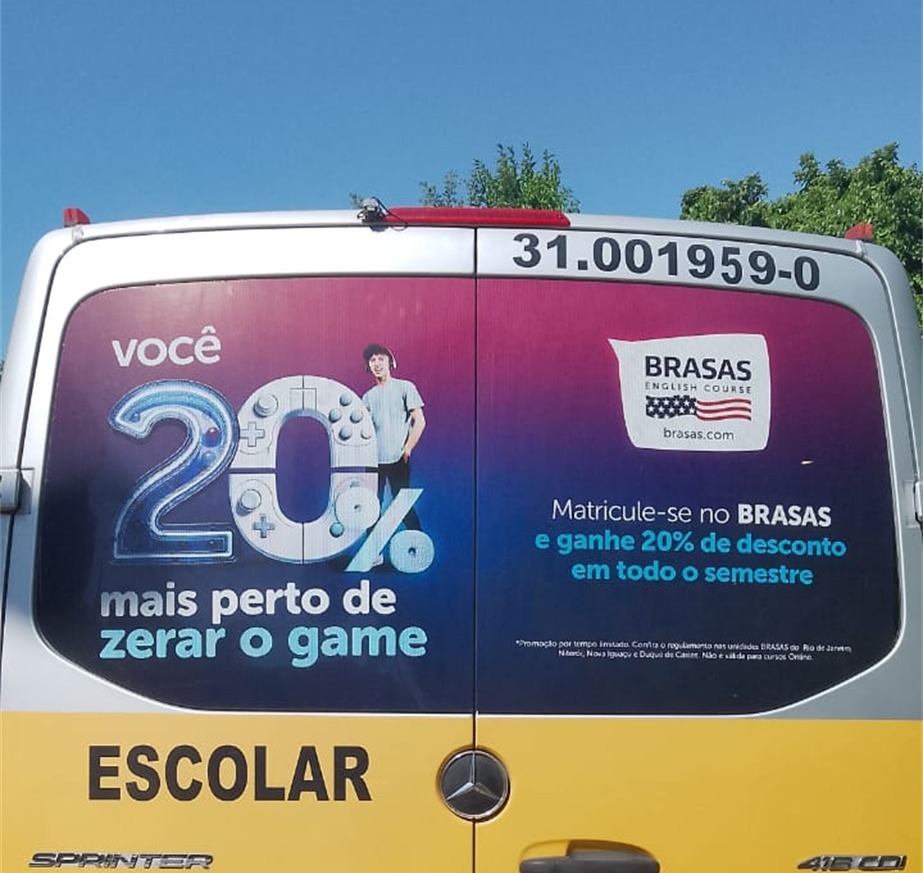 31.001959-0
você
20%
mais perto de
zerar o game
BRASAS
ENGLISH COURSE
brasas.com
Matricule-se no BRASAS
e ganhe 20% de desconto
em todo o semestre
*Promoção por tempo limitado. Confira o regulamento nas unidades BRASAS do Rio de Janeiro,
Niterói, Nova Iguaçu e Duque de Caxias. Não é válida para cursos Online.
ESCOLAR
SPRINTER
416 CDI